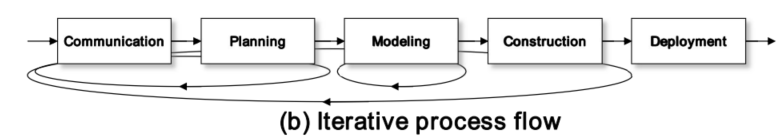 Communication Planning Modeling Construction Deployment
(b) Iterative process flow